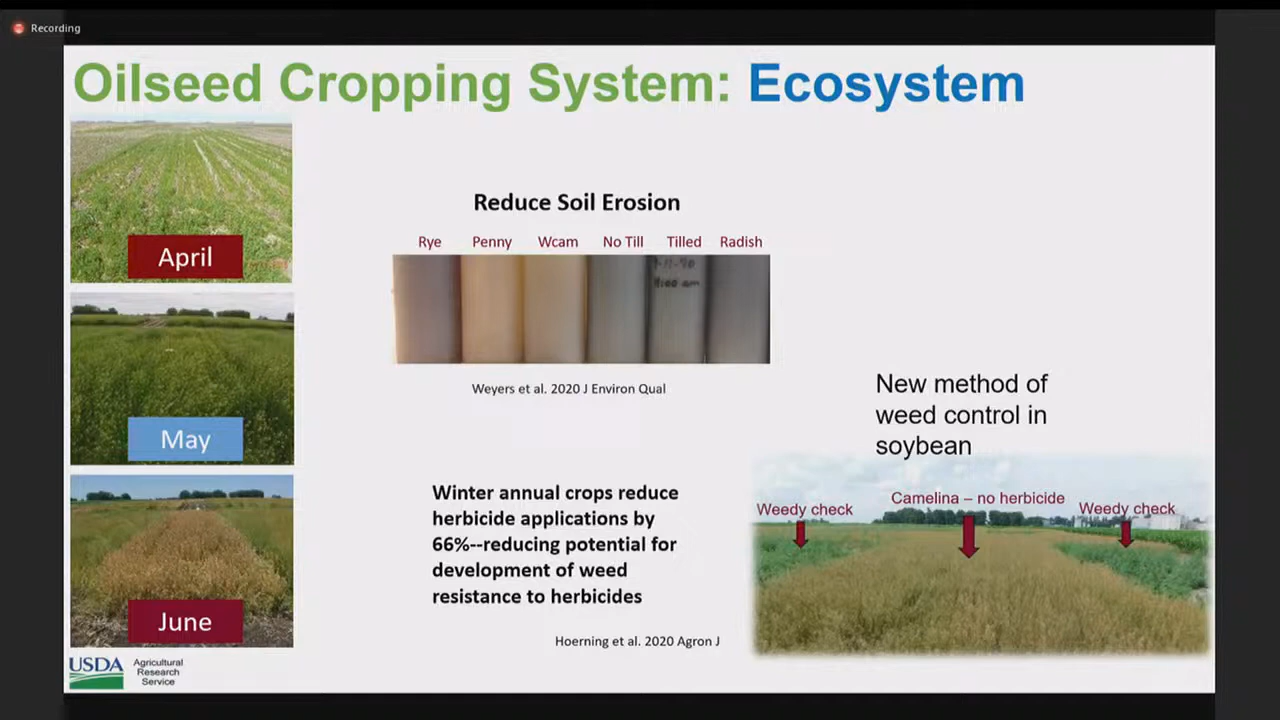 Recording
Oilseed Cropping System: Ecosystem
April
May
June
Reduce Soil Erosion
Rye Penny Wcam No Till Tilled Radish
8:00 am
Weyers et al. 2020 J Environ Qual
Winter annual crops reduce
herbicide applications by
66%--reducing potential for
development of weed
resistance to herbicides
Hoerning et al. 2020 Agron J
New method of
weed control in
soybean
Weedy check
Camelina – no herbicide
Weedy check
USDA
Agricultural
Research
Service